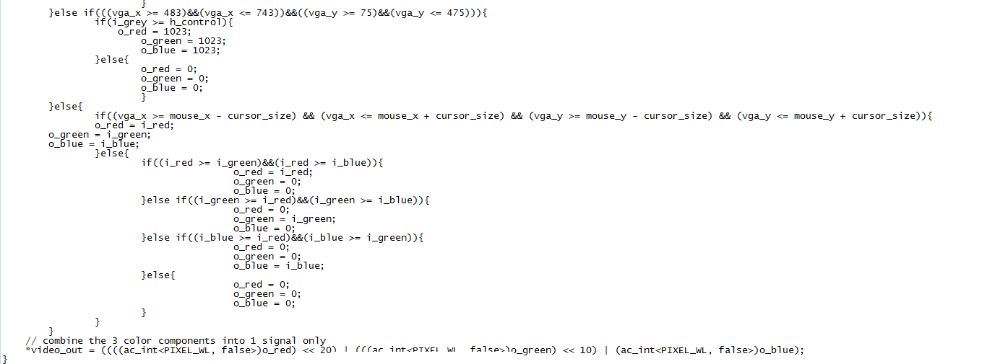 }
}else if(((vga_x >= 483)&&(vga_x <= 743))&&((vga_y >= 75)&&(vga_y <= 475))){
if(i_grey >= h_control){
o_red = 1023;
o_green = 1023;
o_blue = 1023;
}else{
o_red = 0;
o_green = 0;
o_blue = 0;
}
}else{
if((vga_x >= mouse_x - cursor_size) && (vga_x <= mouse_x + cursor_size) && (vga_y >= mouse_y - cursor_size) && (vga_y <= mouse_y + cursor_size)){
o_red = i_red;
o_green = i_green;
o_blue = i_blue;
}else{
if((i_red >= i_green)&&(i_red >= i_blue)){
o_red = i_red;
o_green = 0;
o_blue = 0;
}else if((i_green >= i_red)&&(i_green >= i_blue)){
o_red = 0;
o_green = i_green;
o_blue = 0;
}else if((i_blue >= i_red)&&(i_blue >= i_green)){
o_red = 0;
o_green = 0;
o_blue = i_blue;
}else{
o_red = 0;
o_green = 0;
o_blue = 0;
}
}
}
// combine the 3 color components into 1 signal only
*video_out = ((((ac_int<PIXEL_WL, false>)o_red) << 20) | (((ac_int<PIXEL_WL, false>)o_green) << 10) | (ac_int<PIXEL_WL, false>)o_blue);
}